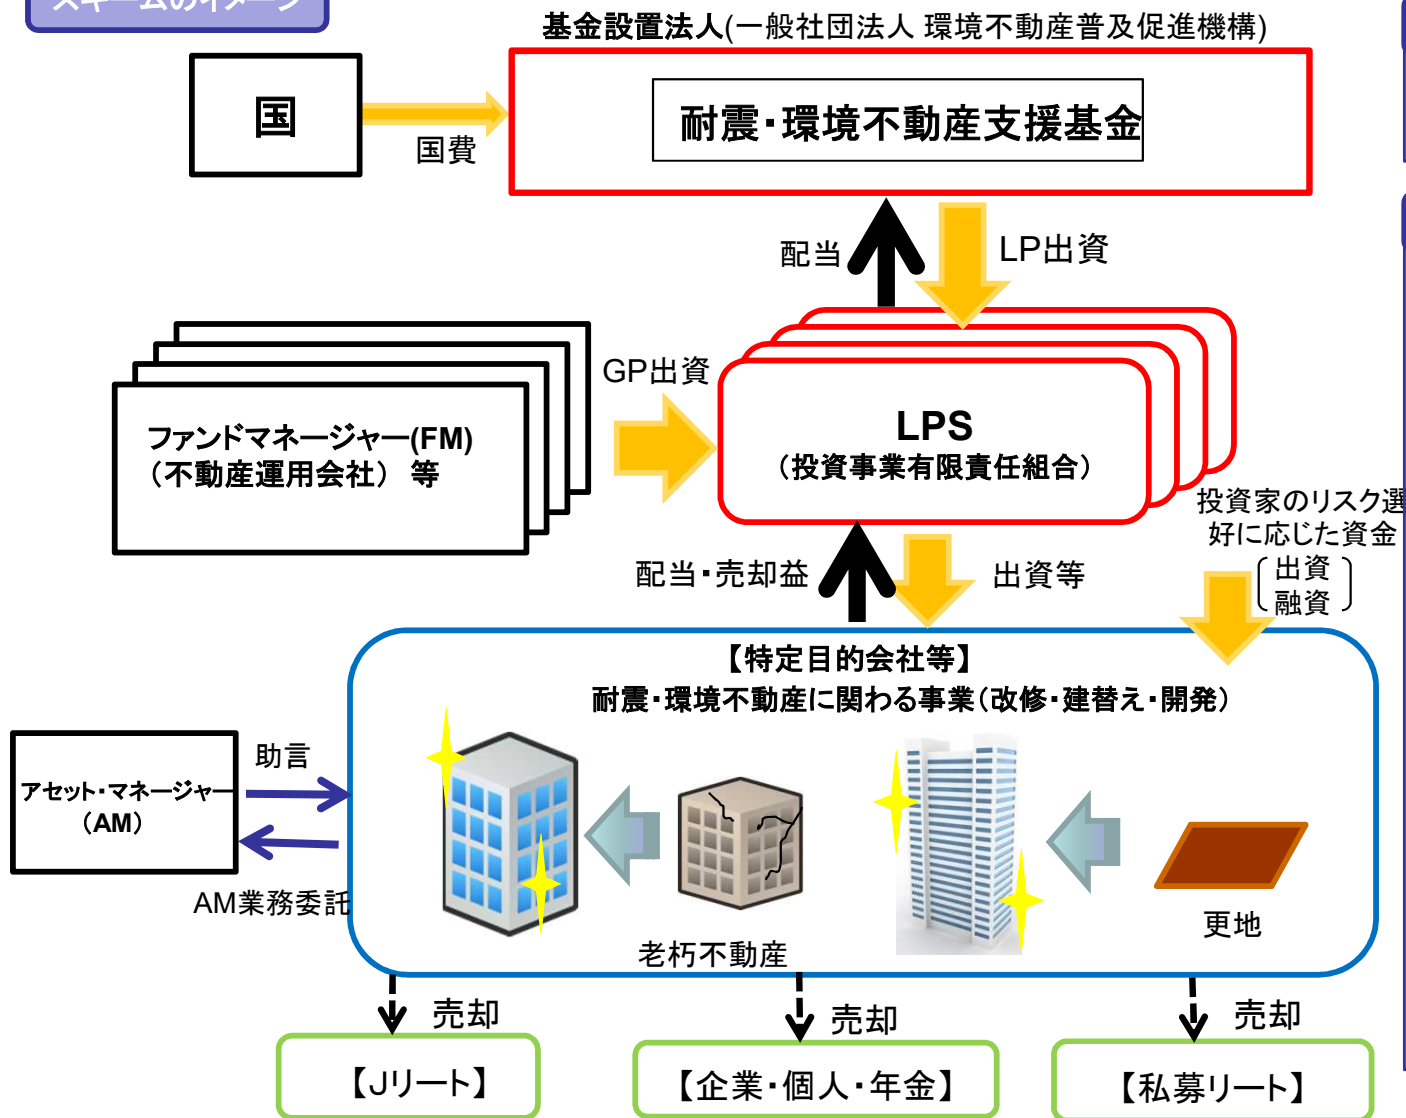 スキームのイメージ
基金設置法人(一般社団法人 環境不動産普及促進機構)
国
国費
耐震・環境不動産支援基金
配当
LP出資
GP出資
ファンドマネージャー(FM)
（不動産運用会社） 等
LPS
（投資事業有限責任組合）
投資家のリスク選
好に応じた資金
出資
融資
配当・売却益
出資等
【特定目的会社等】
耐震・環境不動産に関わる事業（改修・建替え・開発）
助言
アセット・マネージャー
（AM）
AM業務委託
老朽不動産
更地
売却
売却
売却
【Jリート】
【企業・個人・年金】
【私募リート】